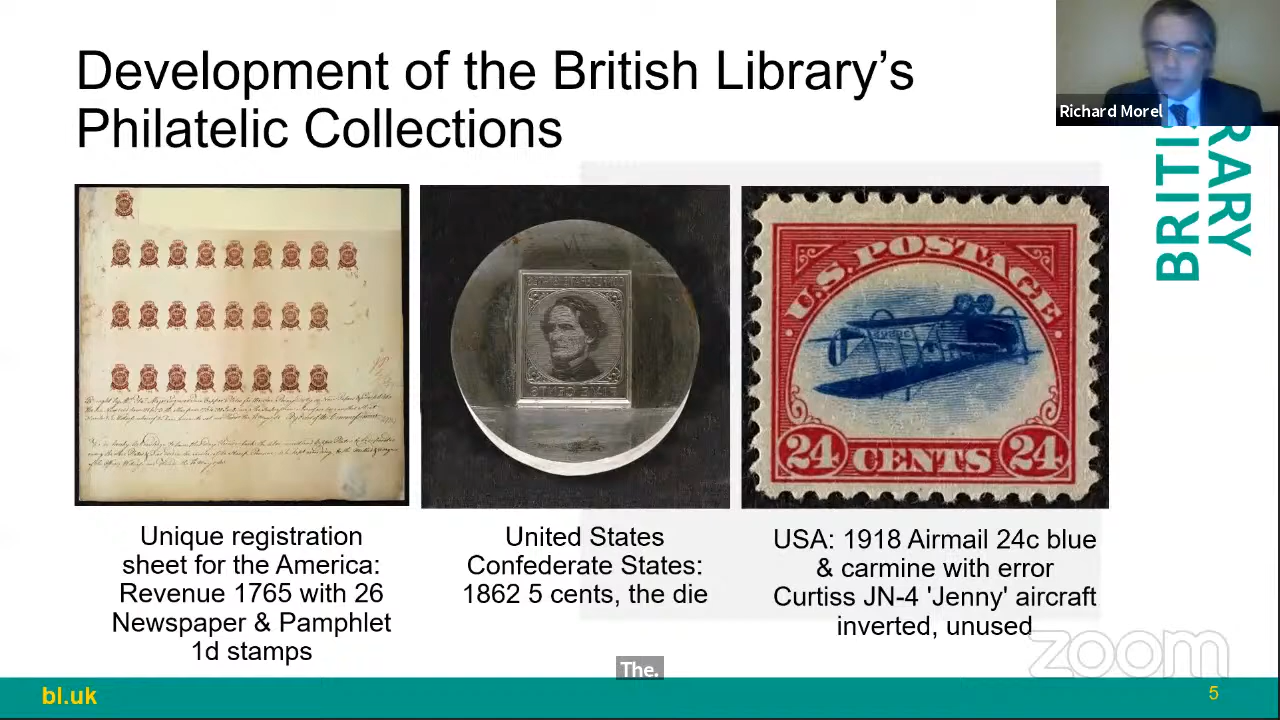 Development of the British Library's
Philatelic Collections
Richard Morel
BRITISH
LIBRARY
U.S. POSTAGE
24 CENTS 24
Unique registration
sheet for the America:
Revenue 1765 with 26
Newspaper & Pamphlet
1d stamps
United States
Confederate States:
1862 5 cents, the die
USA: 1918 Airmail 24c blue
& carmine with error
Curtiss JN-4 'Jenny' aircraft
inverted, unused
zoom
The.
bl.uk
5